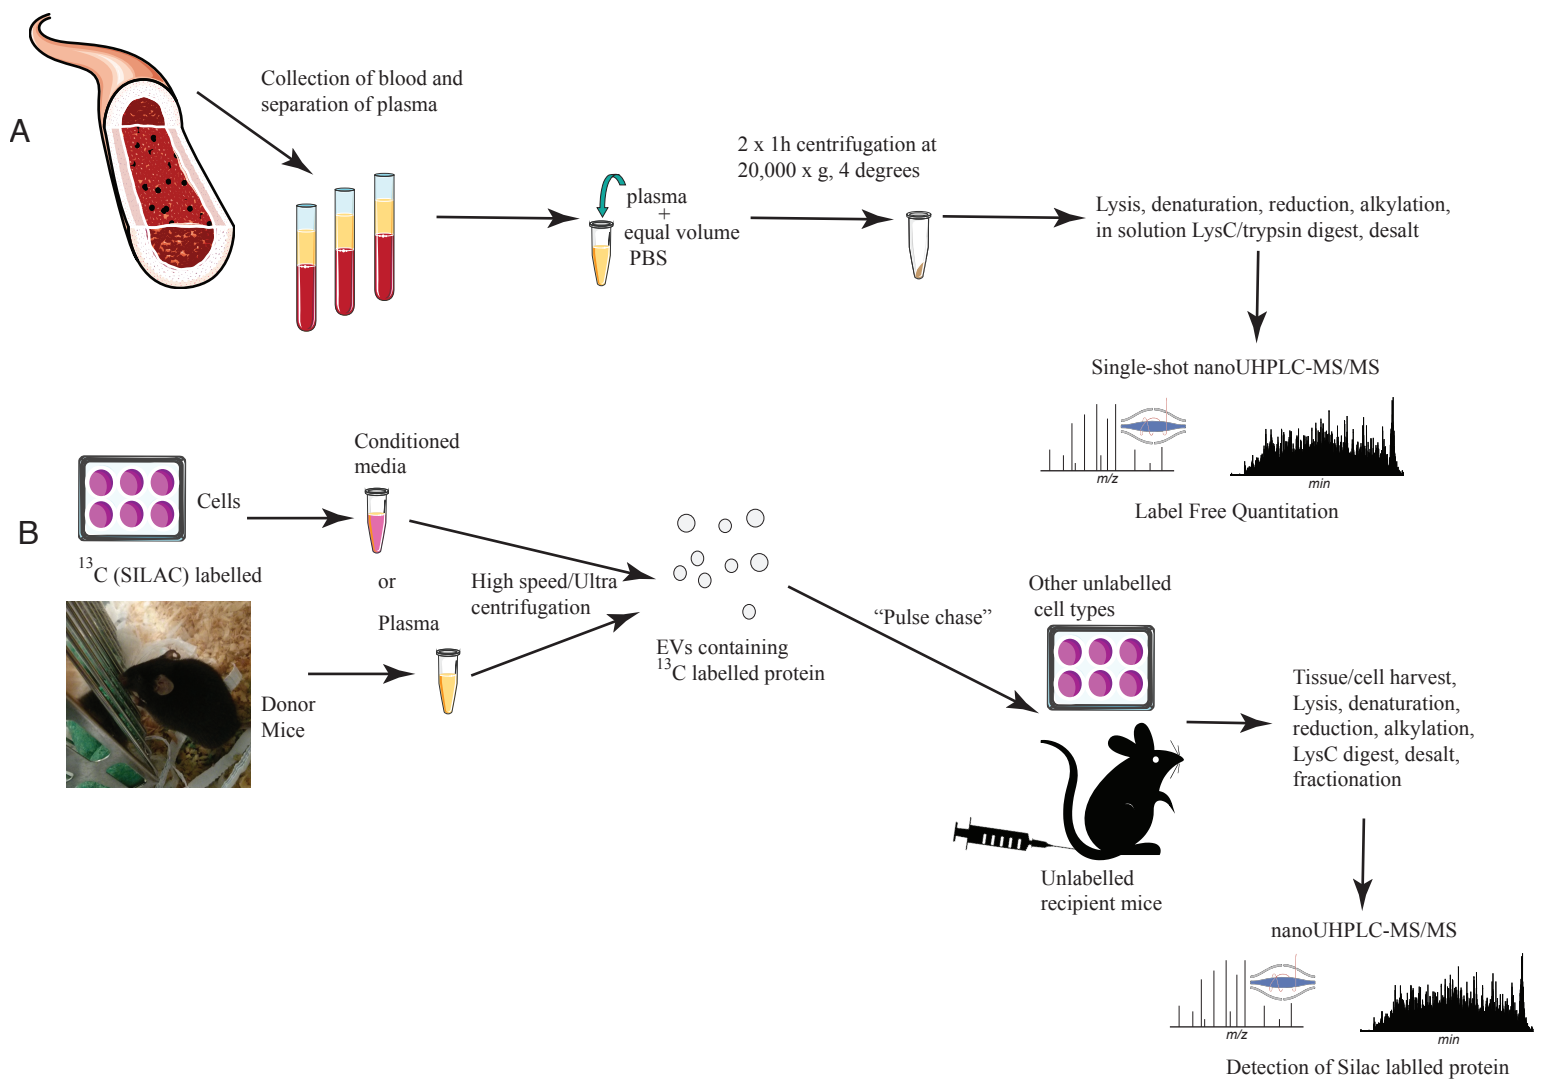 A
Collection of blood and
separation of plasma
plasma
+
equal volume
PBS
2 x 1h centrifugation at
20,000 x g, 4 degrees
Lysis, denaturation, reduction, alkylation,
in solution LysC/trypsin digest, desalt
Single-shot nanoUHPLC-MS/MS
m/z
min
Label Free Quantitation
B
Cells
13C (SILAC) labelled
Conditioned
media
or
Plasma
Donor
Mice
High speed/Ultra
centrifugation
EVs containing
13C labelled protein
“Pulse chase”
Other unlabelled
cell types
Unlabelled
recipient mice
Tissue/cell harvest,
Lysis, denaturation,
reduction, alkylation,
LysC digest, desalt,
fractionation
nanoUHPLC-MS/MS
m/z
min
Detection of Silac lablled protein